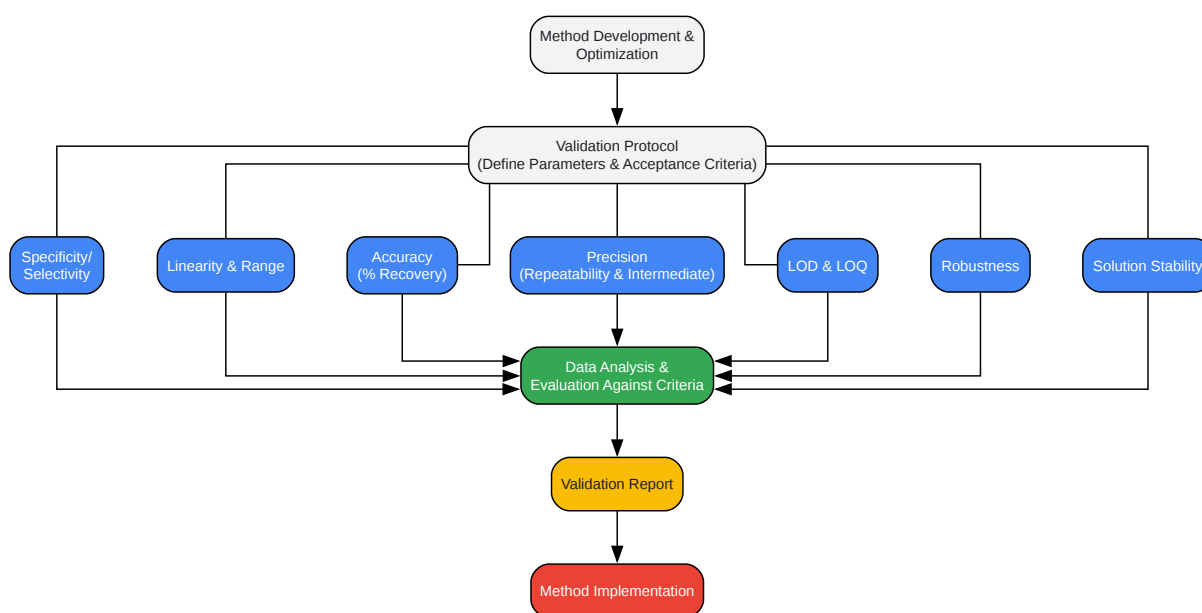 Method Development &
Optimization
Validation Protocol
(Define Parameters & Acceptance Criteria)
Specificity/
Selectivity
Linearity & Range
Accuracy
(% Recovery)
Precision
(Repeatability & Intermediate)
LOD & LOQ
Robustness
Solution Stability
Data Analysis &
Evaluation Against Criteria
Validation Report
Method Implementation